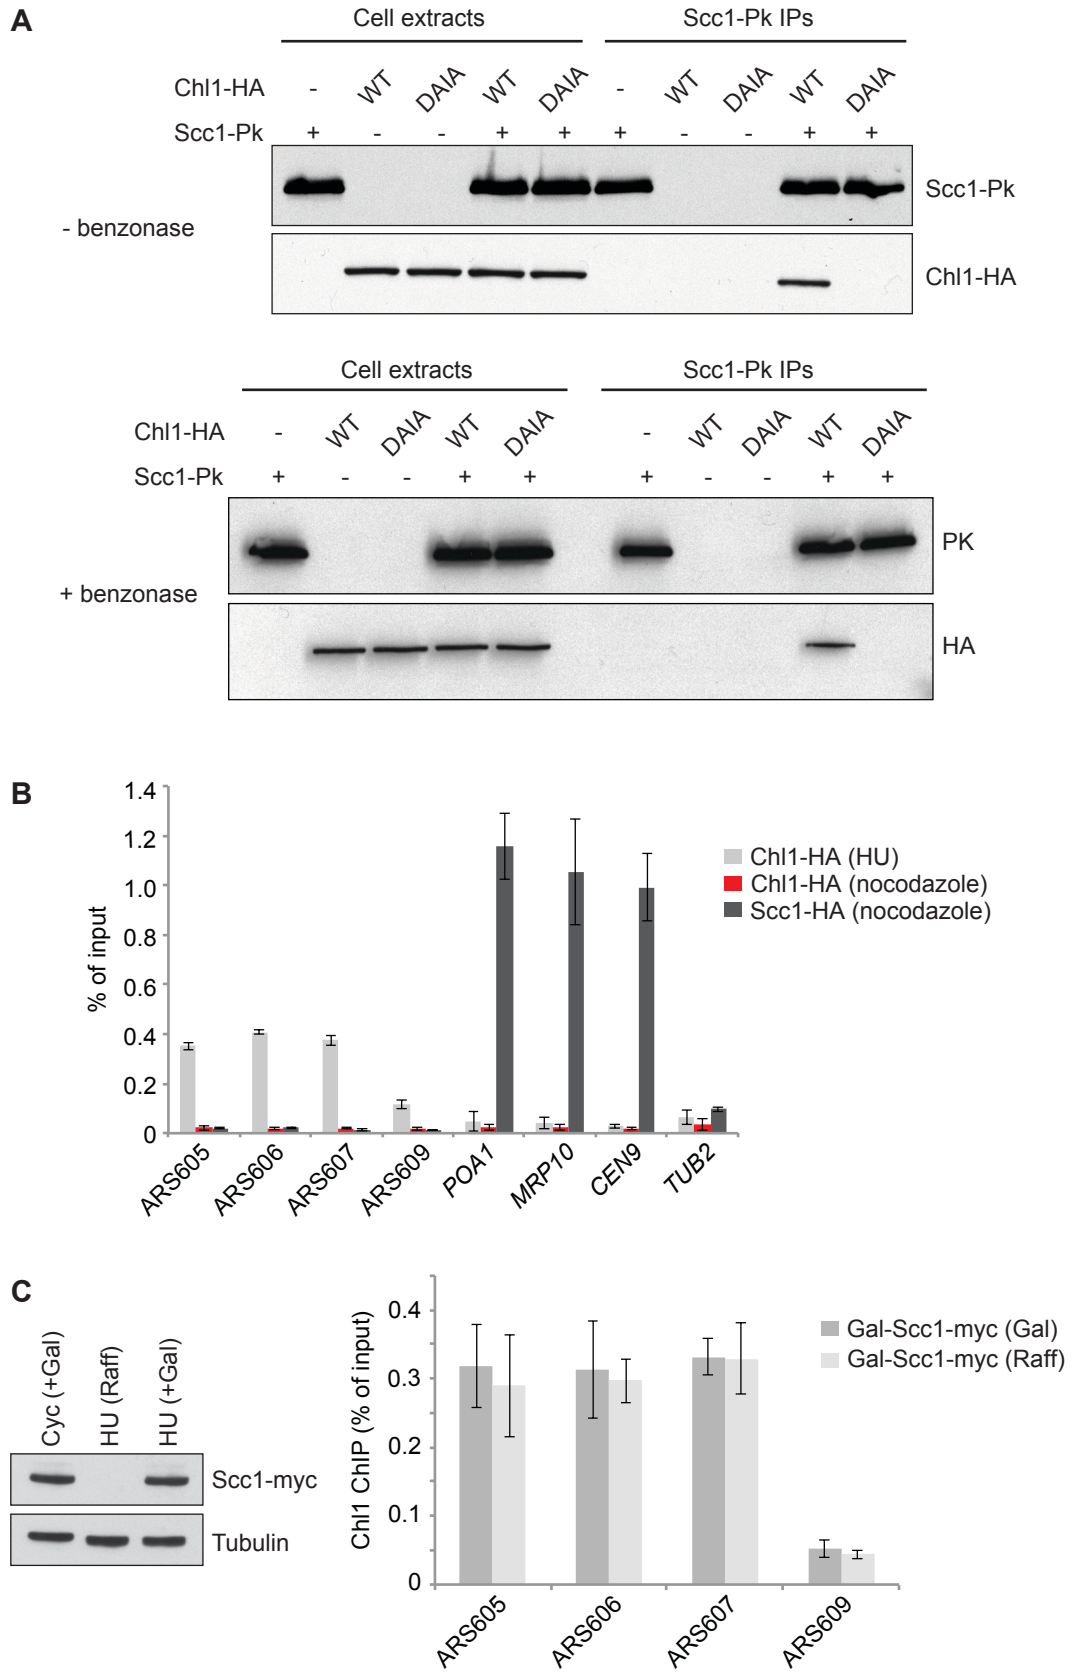 A
Cell extracts
Scc1-Pk IPs
Chl1-HA - WT DAIA WT DAIA - WT DAIA WT DAIA
Scc1-Pk + - - + + + - - + +
- benzonase
Scc1-Pk
Chl1-HA
Cell extracts
Scc1-Pk IPs
Chl1-HA - WT DAIA WT DAIA - WT DAIA WT DAIA
Scc1-Pk + - - + + + - - + +
+ benzonase
PK
HA
B
% of input
1.4
1.2
1.0
0.8
0.6
0.4
0.2
0
Chl1-HA (HU)
Chl1-HA (nocodazole)
Scc1-HA (nocodazole)
ARS605 ARS606 ARS607 ARS609 POA1 MRP10 CEN9 TUB2
C
Cyc (+Gal)
HU (Raff)
HU (+Gal)
Scc1-myc
Tubulin
Chl1 ChIP (% of input)
0.4
0.3
0.2
0.1
0
Gal-Scc1-myc (Gal)
Gal-Scc1-myc (Raff)
ARS605 ARS606 ARS607 ARS609